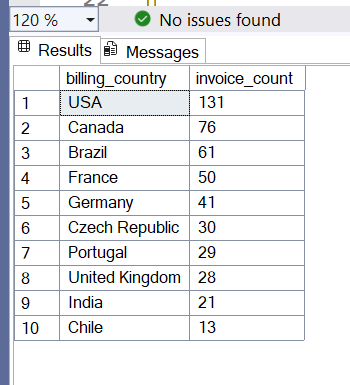 22
120 % No issues found
Results Messages
billing_country invoice_count
1 USA 131
2 Canada 76
3 Brazil 61
4 France 50
5 Germany 41
6 Czech Republic 30
7 Portugal 29
8 United Kingdom 28
9 India 21
10 Chile 13